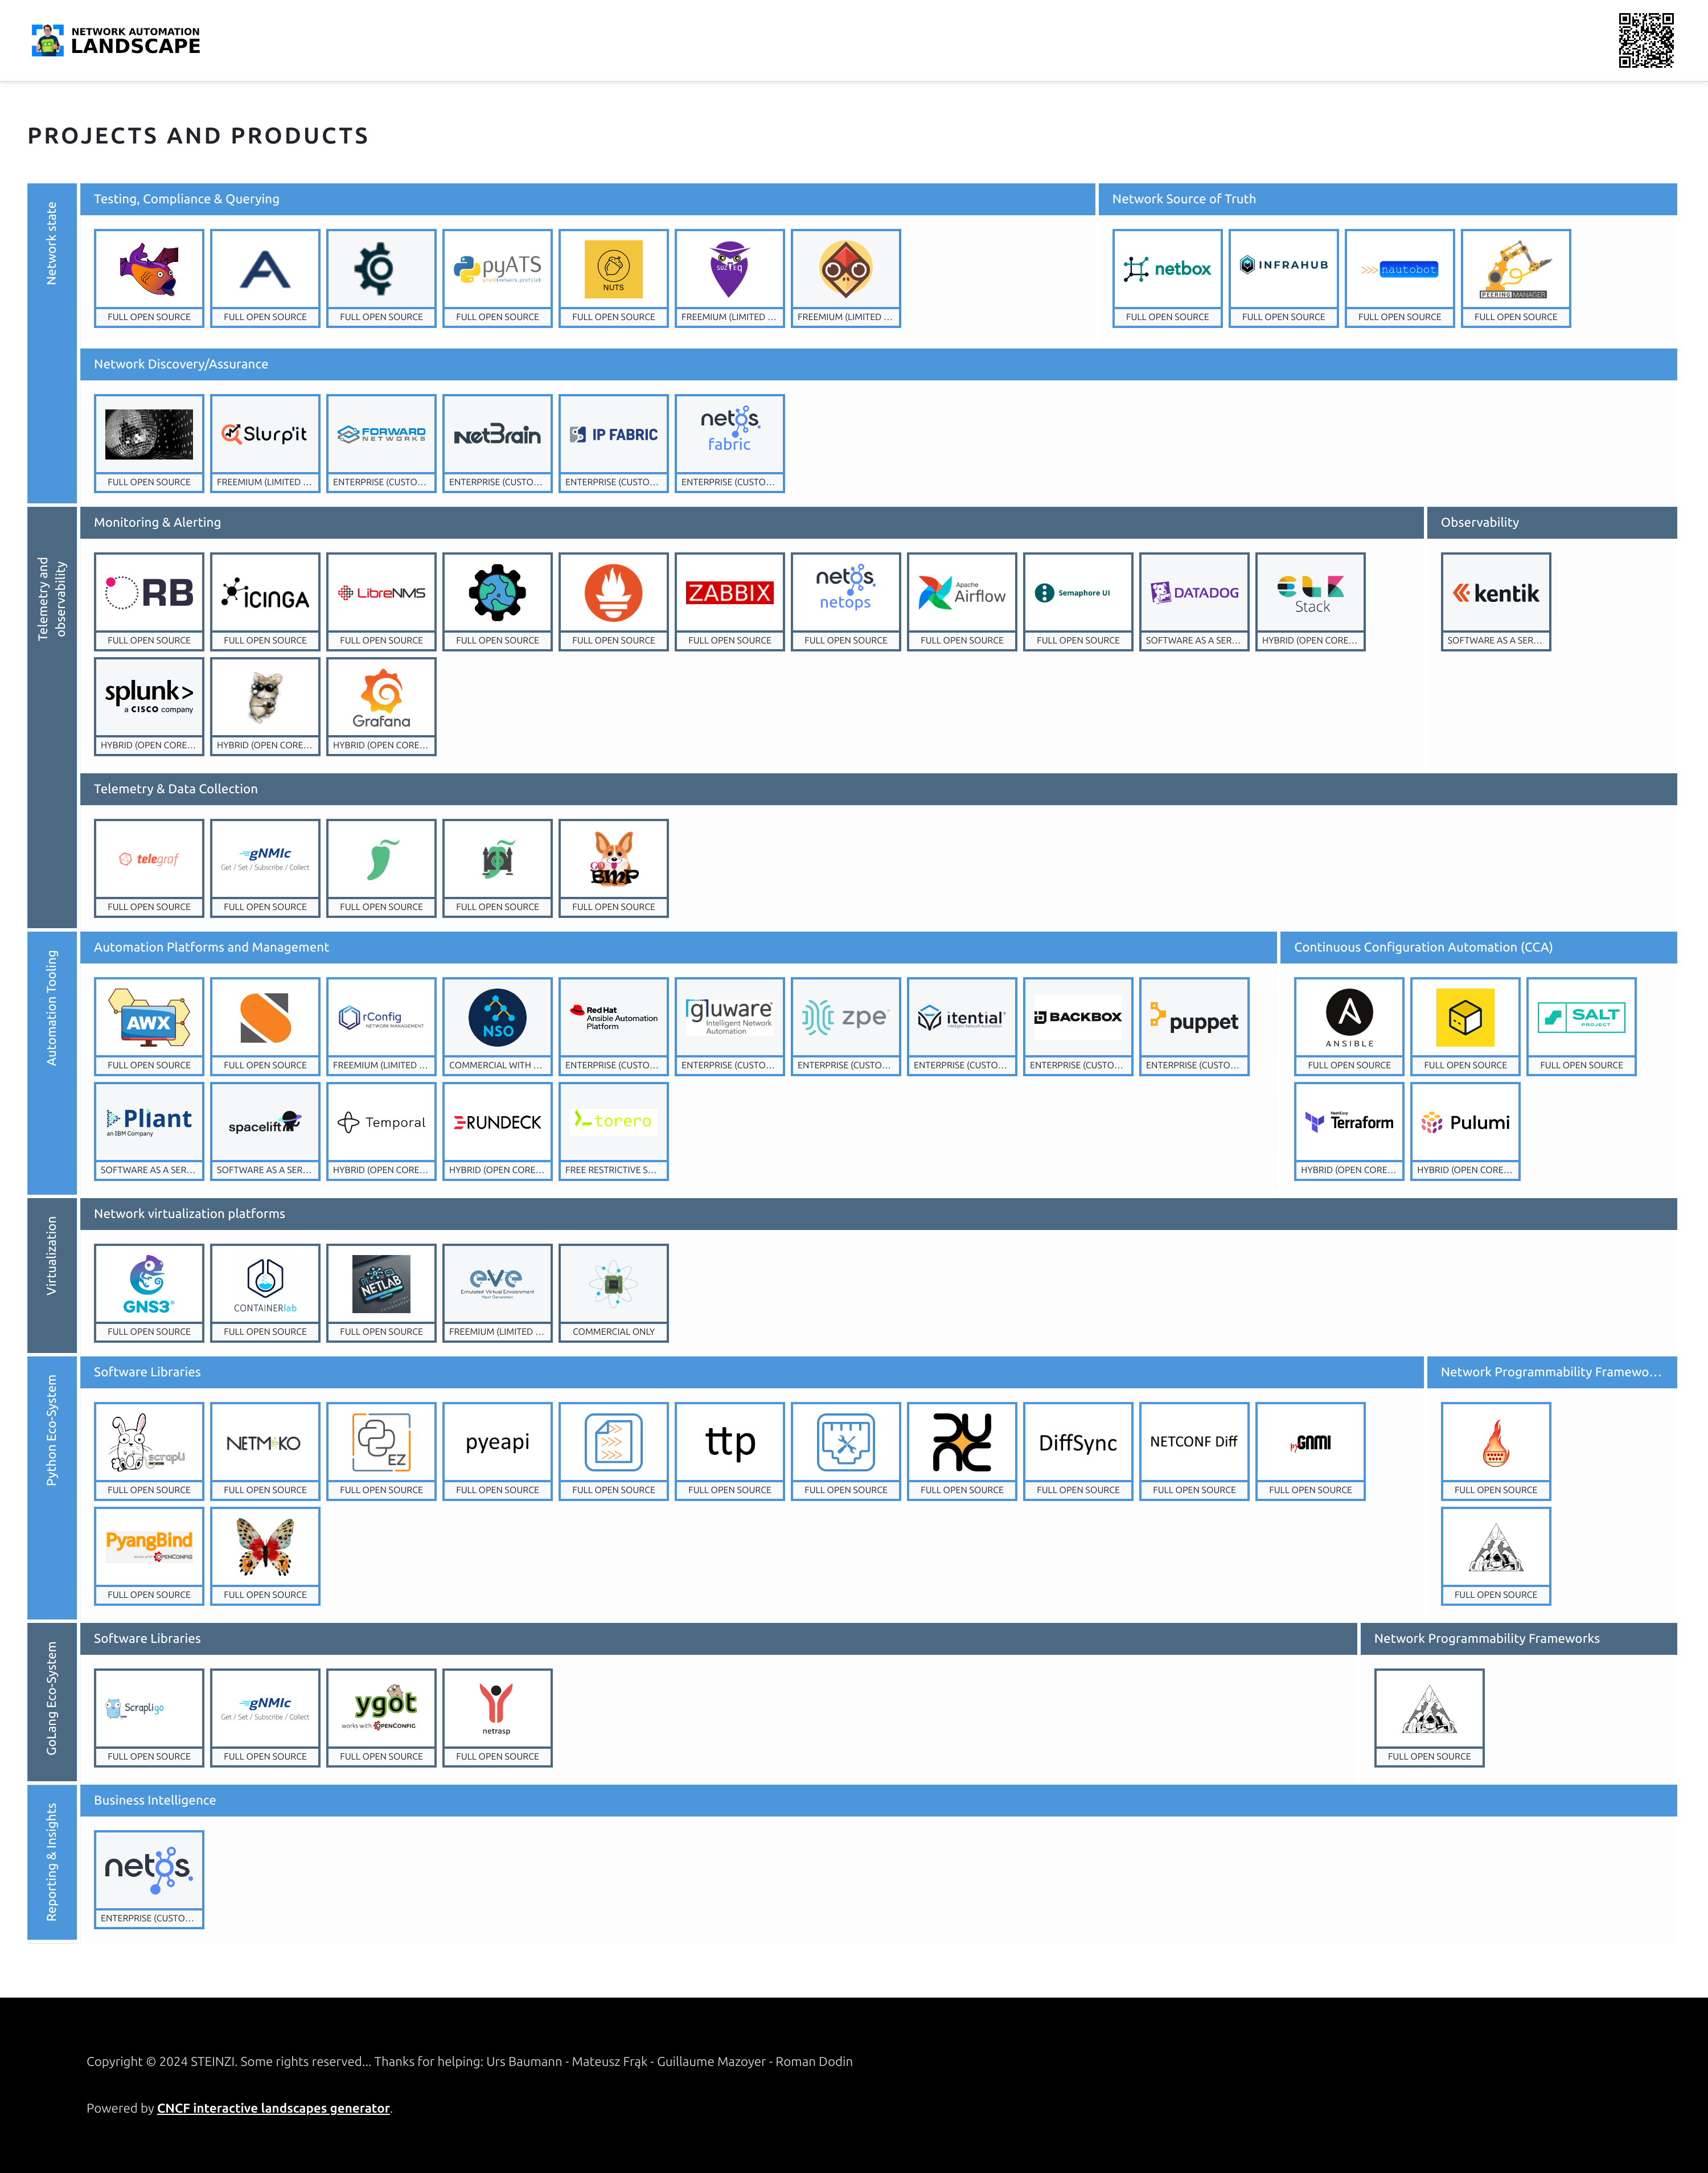 NETWORK AUTOMATION
LANDSCAPE
PROJECTS AND PRODUCTS
Network state
Testing, Compliance & Querying
pyATS
print(network.profile)
NUTS
SUZIEQ
FULL OPEN SOURCE
FULL OPEN SOURCE
FULL OPEN SOURCE
FULL OPEN SOURCE
FULL OPEN SOURCE
FREEMIUM (LIMITED ...
FREEMIUM (LIMITED ...
Network Source of Truth
netbox
INFRAHUB
>>>nautobot
PEERING MANAGER
FULL OPEN SOURCE
FULL OPEN SOURCE
FULL OPEN SOURCE
FULL OPEN SOURCE
Network Discovery/Assurance
Slurp'it
FORWARD
NETWORKS
NetBrain
IP FABRIC
netos
fabric
FULL OPEN SOURCE
FREEMIUM (LIMITED ...
ENTERPRISE (CUSTO...
ENTERPRISE (CUSTO...
ENTERPRISE (CUSTO...
ENTERPRISE (CUSTO...
Telemetry and
observability
Monitoring & Alerting
RB
ICINGA
LibreNMS
ZABBIX
netos
netops
Apache
Airflow
Semaphore UI
DATADOG
ELK
Stack
FULL OPEN SOURCE
FULL OPEN SOURCE
FULL OPEN SOURCE
FULL OPEN SOURCE
FULL OPEN SOURCE
FULL OPEN SOURCE
FULL OPEN SOURCE
FULL OPEN SOURCE
FULL OPEN SOURCE
SOFTWARE AS A SER...
HYBRID (OPEN CORE...
splunk>
a CISCO company
Grafana
HYBRID (OPEN CORE...
HYBRID (OPEN CORE...
HYBRID (OPEN CORE...
Observability
kentik
SOFTWARE AS A SER...
Telemetry & Data Collection
telegraf
gNMIc
Get / Set / Subscribe / Collect
GO
BMP
FULL OPEN SOURCE
FULL OPEN SOURCE
FULL OPEN SOURCE
FULL OPEN SOURCE
FULL OPEN SOURCE
Automation Tooling
Automation Platforms and Management
AWX
rConfig
NETWORK MANAGEMENT
NSO
Red Hat
Ansible Automation
Platform
gluware
Intelligent Network
Automation
zpe
itential
Intelligent Network Automation
BACKBOX
puppet
FULL OPEN SOURCE
FULL OPEN SOURCE
FREEMIUM (LIMITED ...
COMMERCIAL WITH ...
ENTERPRISE (CUSTO...
ENTERPRISE (CUSTO...
ENTERPRISE (CUSTO...
ENTERPRISE (CUSTO...
ENTERPRISE (CUSTO...
ENTERPRISE (CUSTO...
Pliant
an IBM Company
spacelift
Temporal
RUNDECK
torero
SOFTWARE AS A SER...
SOFTWARE AS A SER...
HYBRID (OPEN CORE...
HYBRID (OPEN CORE...
FREE RESTRICTIVE S...
Continuous Configuration Automation (CCA)
ANSIBLE
SALT
PROJECT
FULL OPEN SOURCE
FULL OPEN SOURCE
FULL OPEN SOURCE
HashiCorp
Terraform
Pulumi
HYBRID (OPEN CORE...
HYBRID (OPEN CORE...
Virtualization
Network virtualization platforms
GNS3
CONTAINERlab
NETLAB
eve
Emulated Virtual Environment
Next Generation
FULL OPEN SOURCE
FULL OPEN SOURCE
FULL OPEN SOURCE
FREEMIUM (LIMITED ...
COMMERCIAL ONLY
Python Eco-System
Software Libraries
scrapli
NETMIKO
EZ
pyeapi
>>>
>>>
>>>
ttp
DiffSync
NETCONF Diff
pyGNMI
FULL OPEN SOURCE
FULL OPEN SOURCE
FULL OPEN SOURCE
FULL OPEN SOURCE
FULL OPEN SOURCE
FULL OPEN SOURCE
FULL OPEN SOURCE
FULL OPEN SOURCE
FULL OPEN SOURCE
FULL OPEN SOURCE
FULL OPEN SOURCE
PyangBind
works with OPENCONFIG
FULL OPEN SOURCE
FULL OPEN SOURCE
Network Programmability Framewo...
FULL OPEN SOURCE
FULL OPEN SOURCE
GoLang Eco-System
Software Libraries
Scrapligo
gNMIc
Get / Set / Subscribe / Collect
ygot
works with OPENCONFIG
netrasp
FULL OPEN SOURCE
FULL OPEN SOURCE
FULL OPEN SOURCE
FULL OPEN SOURCE
Network Programmability Frameworks
FULL OPEN SOURCE
Reporting & Insights
Business Intelligence
netos
ENTERPRISE (CUSTO...
Copyright © 2024 STEINZI. Some rights reserved... Thanks for helping: Urs Baumann - Mateusz Frąk - Guillaume Mazoyer - Roman Dodin
Powered by CNCF interactive landscapes generator.